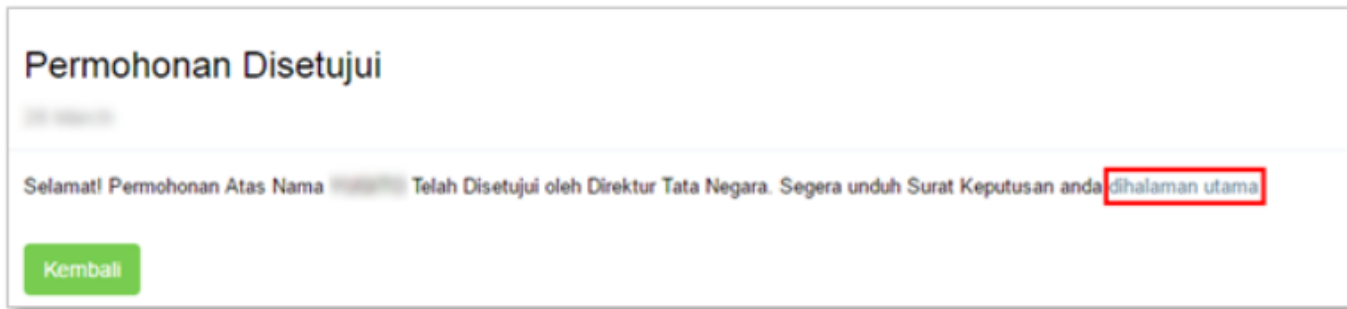 Permohonan Disetujui
Selamat! Permohonan Atas Nama Telah Disetujui oleh Direktur Tata Negara. Segera unduh Surat Keputusan anda dihalaman utama
Kembali